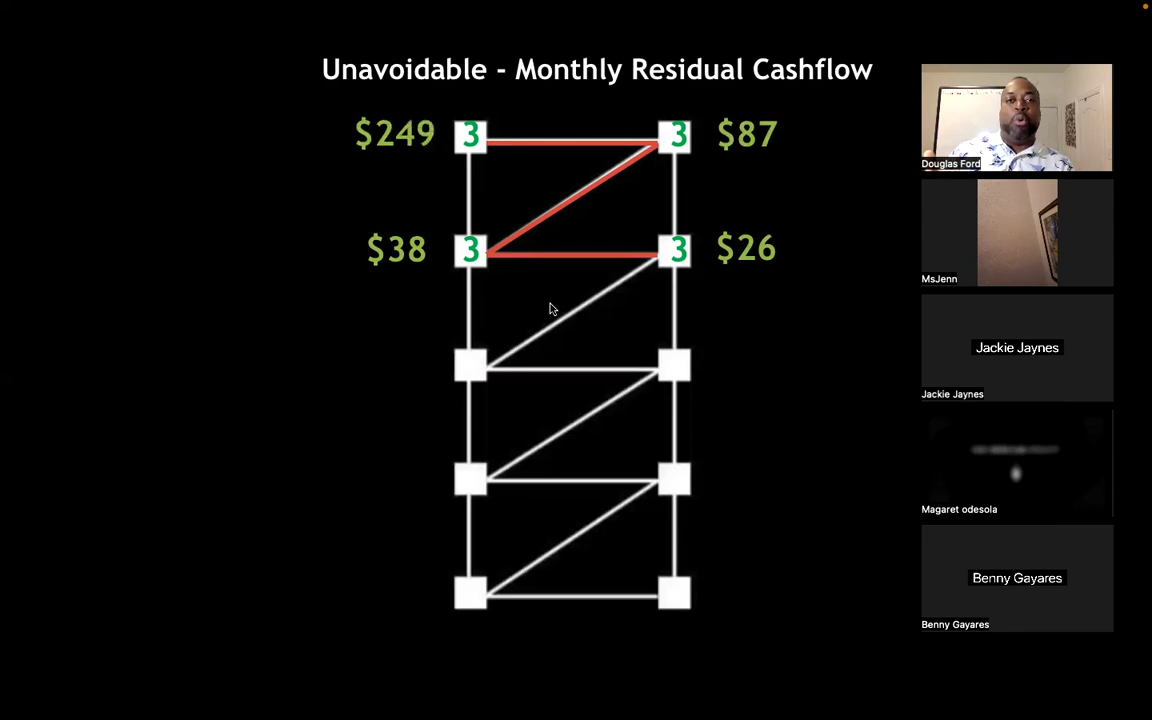 Unavoidable - Monthly Residual Cashflow
$249 3 3 $87
$38 3 3 $26
Douglas Ford
MsJenn
Jackie Jaynes
Jackie Jaynes
Magaret odesola
Benny Gayares
Benny Gayares